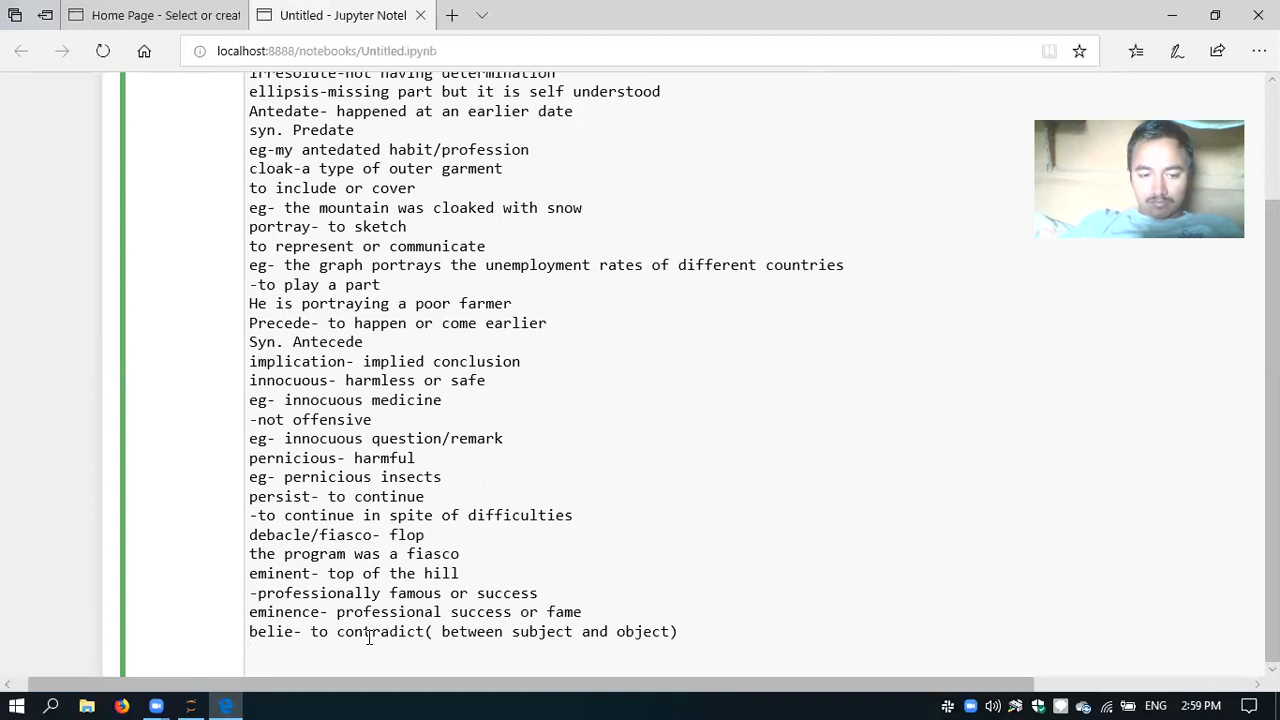 Home Page - Select or creat
Untitled - Jupyter Notel
localhost:8888/notebooks/Untitled.ipynb
irresolute-not having determination
ellipsis-missing part but it is self understood
Antedate- happened at an earlier date
syn. Predate
eg-my antedated habit/profession
cloak-a type of outer garment
to include or cover
eg- the mountain was cloaked with snow
portray- to sketch
to represent or communicate
eg- the graph portrays the unemployment rates of different countries
-to play a part
He is portraying a poor farmer
Precede- to happen or come earlier
Syn. Antecede
implication- implied conclusion
innocuous- harmless or safe
eg- innocuous medicine
-not offensive
eg- innocuous question/remark
pernicious- harmful
eg- pernicious insects
persist- to continue
-to continue in spite of difficulties
debacle/fiasco- flop
the program was a fiasco
eminent- top of the hill
-professionally famous or success
eminence- professional success or fame
belie- to contradict( between subject and object)
ENG
2:59 PM